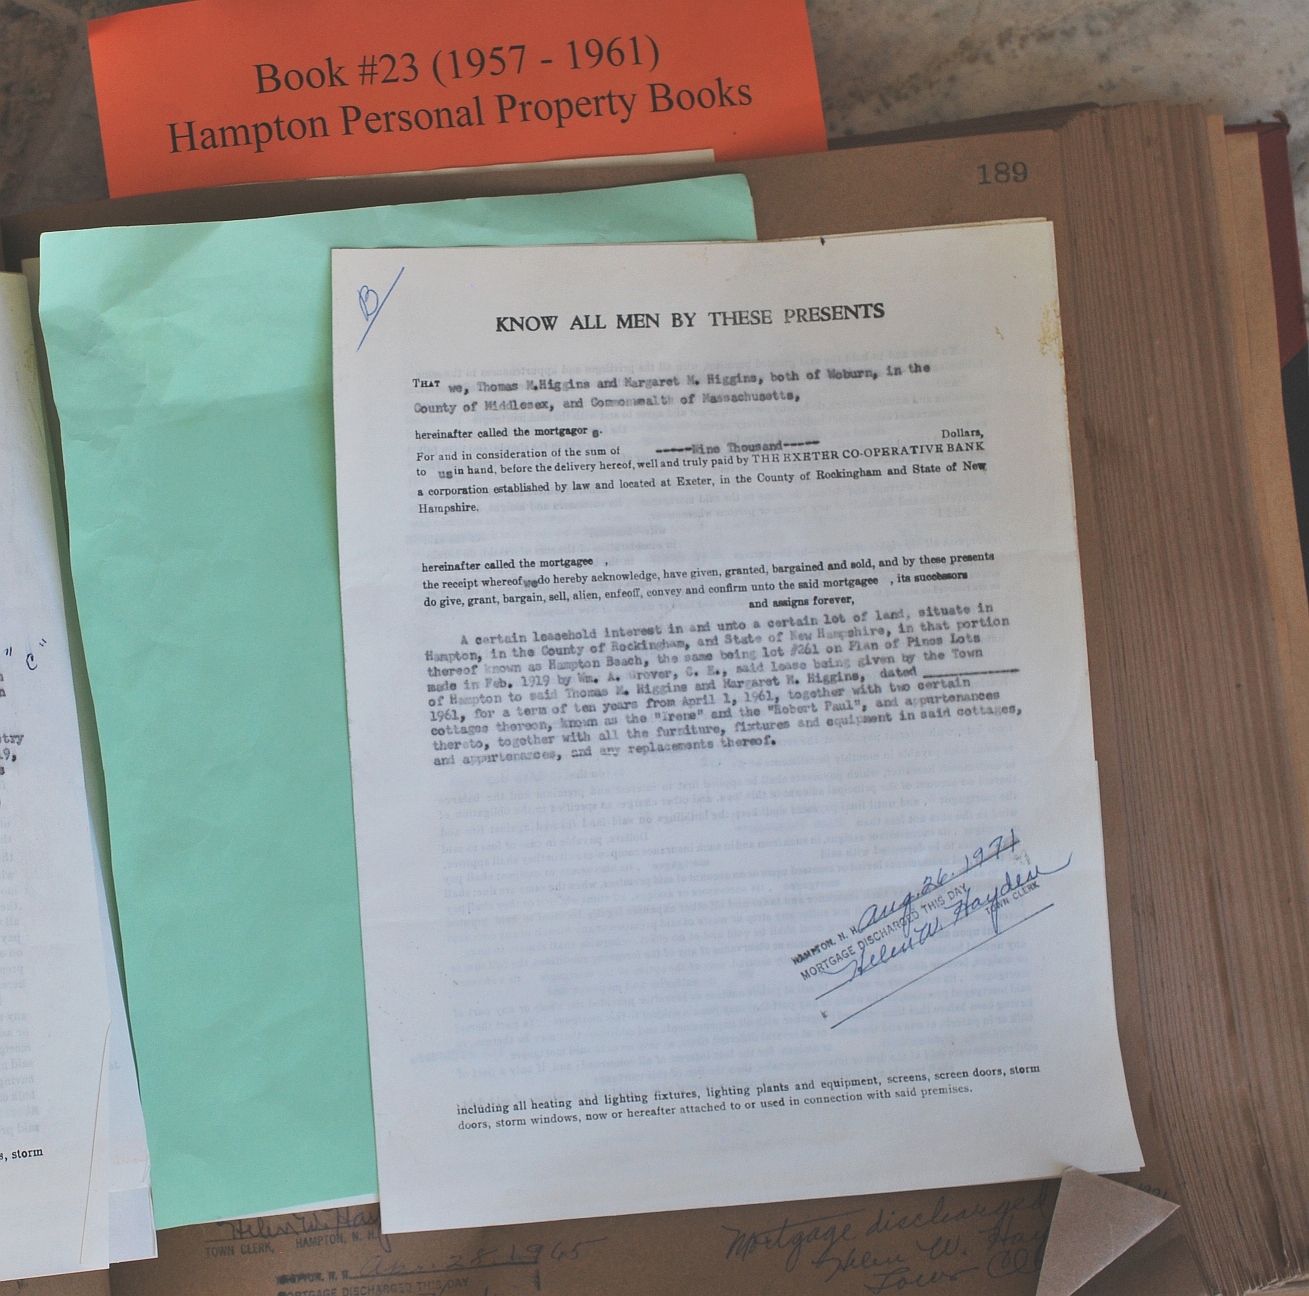 Book #23 (1957 - 1961)
Hampton Personal Property Books
189
B
KNOW ALL MEN BY THESE PRESENTS
THAT we, Thomas M.Higgins and Margaret M. Higgins, both of Woburn, in the
County of Middlesex, and Commonwealth of Massachusetts,
hereinafter called the mortgagor s.
For and in consideration of the sum of -----Nine Thousand----- Dollars,
to us in hand, before the delivery hereof, well and truly paid by THE EXETER CO-OPERATIVE BANK
a corporation established by law and located at Exeter, in the County of Rockingham and State of New
Hampshire.
hereinafter called the mortgagee ,
the receipt whereof we do hereby acknowledge, have given, granted, bargained and sold, and by these presents
do give, grant, bargain, sell, alien, enfeoff, convey and confirm unto the said mortgagee , its successors
and assigns forever,
A certain leasehold interest in and unto a certain lot of land, situate in
Hampton, in the County of Rockingham, and State of New Hampshire, in that portion
thereof known as Hampton Beach, the same being lot #261 on Plan of Pines Lots
made in Feb. 1919 by Wm. A. Grover, C. E., said lease being given by the Town
of Hampton to said Thomas M. Higgins and Margaret M. Higgins, dated
1961, for a term of ten years from April 1, 1961, together with two certain
cottages thereon, known as the "Irene" and the "Robert Paul", and appurtenances
thereto, together with all the furniture, fixtures and equipment in said cottages,
and appurtenances, and any replacements thereof.
HAMPTON, N. H. Aug. 26, 1971
MORTGAGE DISCHARGED THIS DAY
Helen W. Hayden
TOWN CLERK
including all heating and lighting fixtures, lighting plants and equipment, screens, screen doors, storm
doors, storm windows, now or hereafter attached to or used in connection with said premises.
" C "
s, storm
Helen W. Hay
TOWN CLERK, HAMPTON, N. H.
HAMPTON, N. H. Apr. 28 1965
MORTGAGE DISCHARGED THIS DAY
Mortgage discharged
Helen W. Hay
Town Cl